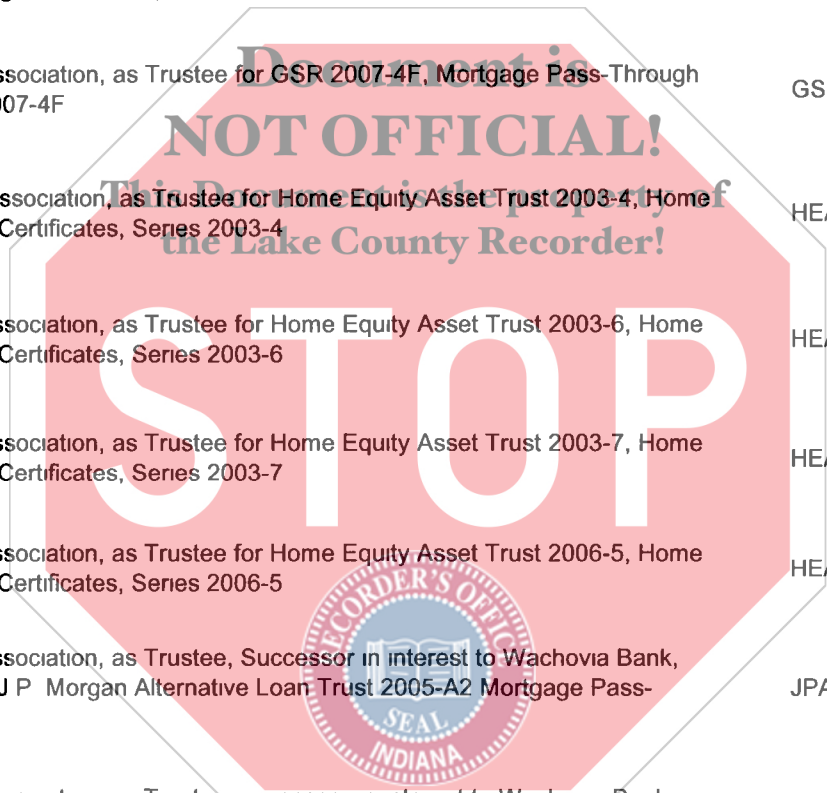 ssociation, as Trustee for GSR 2007-4F, Mortgage Pass-Through
007-4F
GS
Document is
NOT OFFICIAL!
This Document is the property of
the Lake County Recorder!
ssociation, as Trustee for Home Equity Asset Trust 2003-4, Home
Certificates, Series 2003-4
HEA
ssociation, as Trustee for Home Equity Asset Trust 2003-6, Home
Certificates, Series 2003-6
HEA
STOP
ssociation, as Trustee for Home Equity Asset Trust 2003-7, Home
Certificates, Series 2003-7
HEA
ssociation, as Trustee for Home Equity Asset Trust 2006-5, Home
Certificates, Series 2006-5
HEA
RECORDER'S OFFICE
SEAL
INDIANA
ssociation, as Trustee, Successor in interest to Wachovia Bank,
J P Morgan Alternative Loan Trust 2005-A2 Mortgage Pass-
JPA